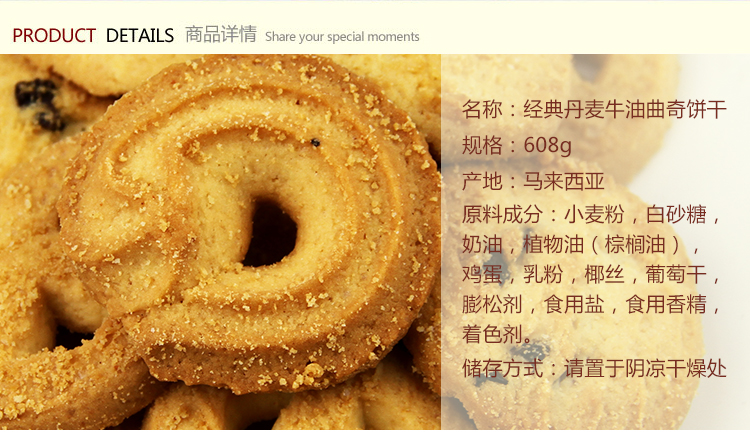 PRODUCT DETAILS 商品详情 Share your special moments
名称：经典丹麦牛油曲奇饼干
规格：608g
产地：马来西亚
原料成分：小麦粉，白砂糖，
奶油，植物油（棕榈油），
鸡蛋，乳粉，椰丝，葡萄干，
膨松剂，食用盐，食用香精，
着色剂。
储存方式：请置于阴凉干燥处